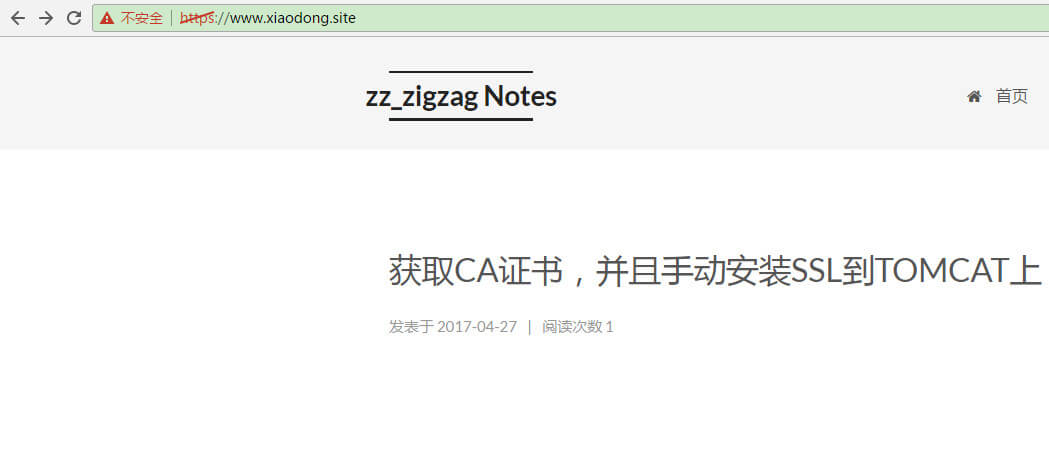 不安全 | https://www.xiaodong.site
zz_zigzag Notes
首页
获取CA证书，并且手动安装SSL到TOMCAT上
发表于 2017-04-27 | 阅读次数 1